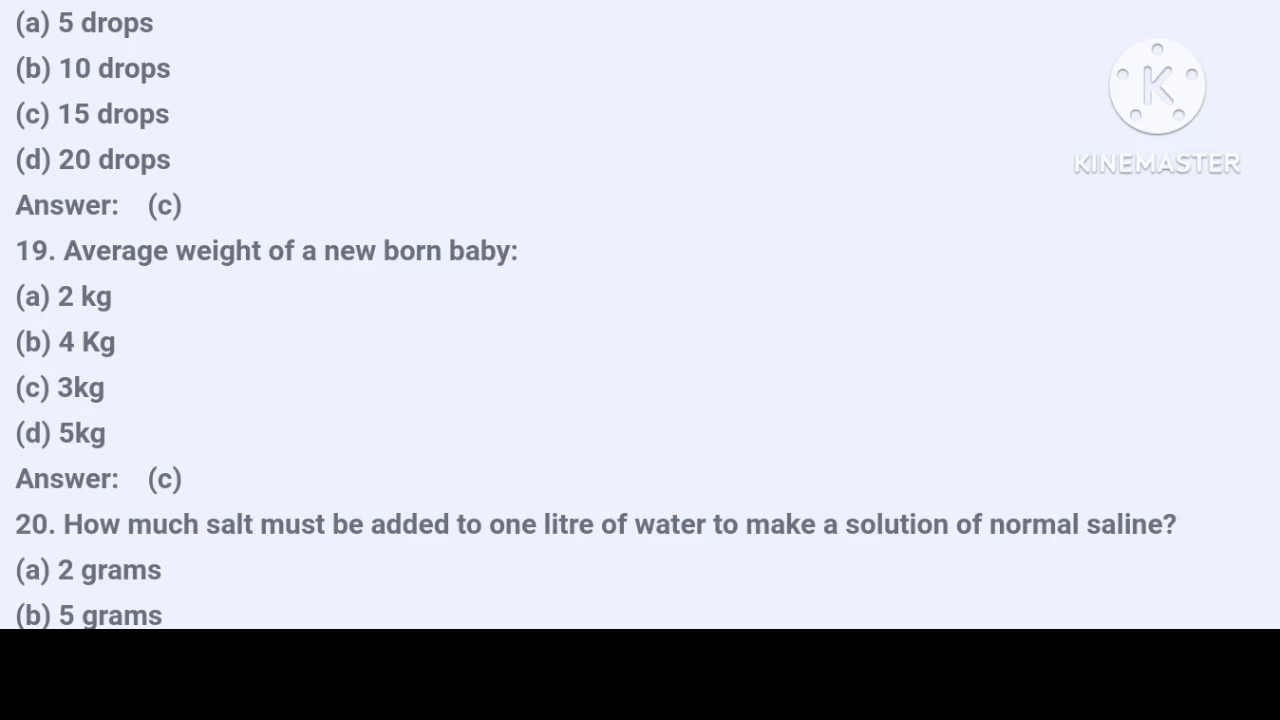 (a) 5 drops
(b) 10 drops
(c) 15 drops
(d) 20 drops
Answer: (c)
19. Average weight of a new born baby:
(a) 2 kg
(b) 4 Kg
(c) 3kg
(d) 5kg
Answer: (c)
20. How much salt must be added to one litre of water to make a solution of normal saline?
(a) 2 grams
(b) 5 grams
K
KINEMASTER